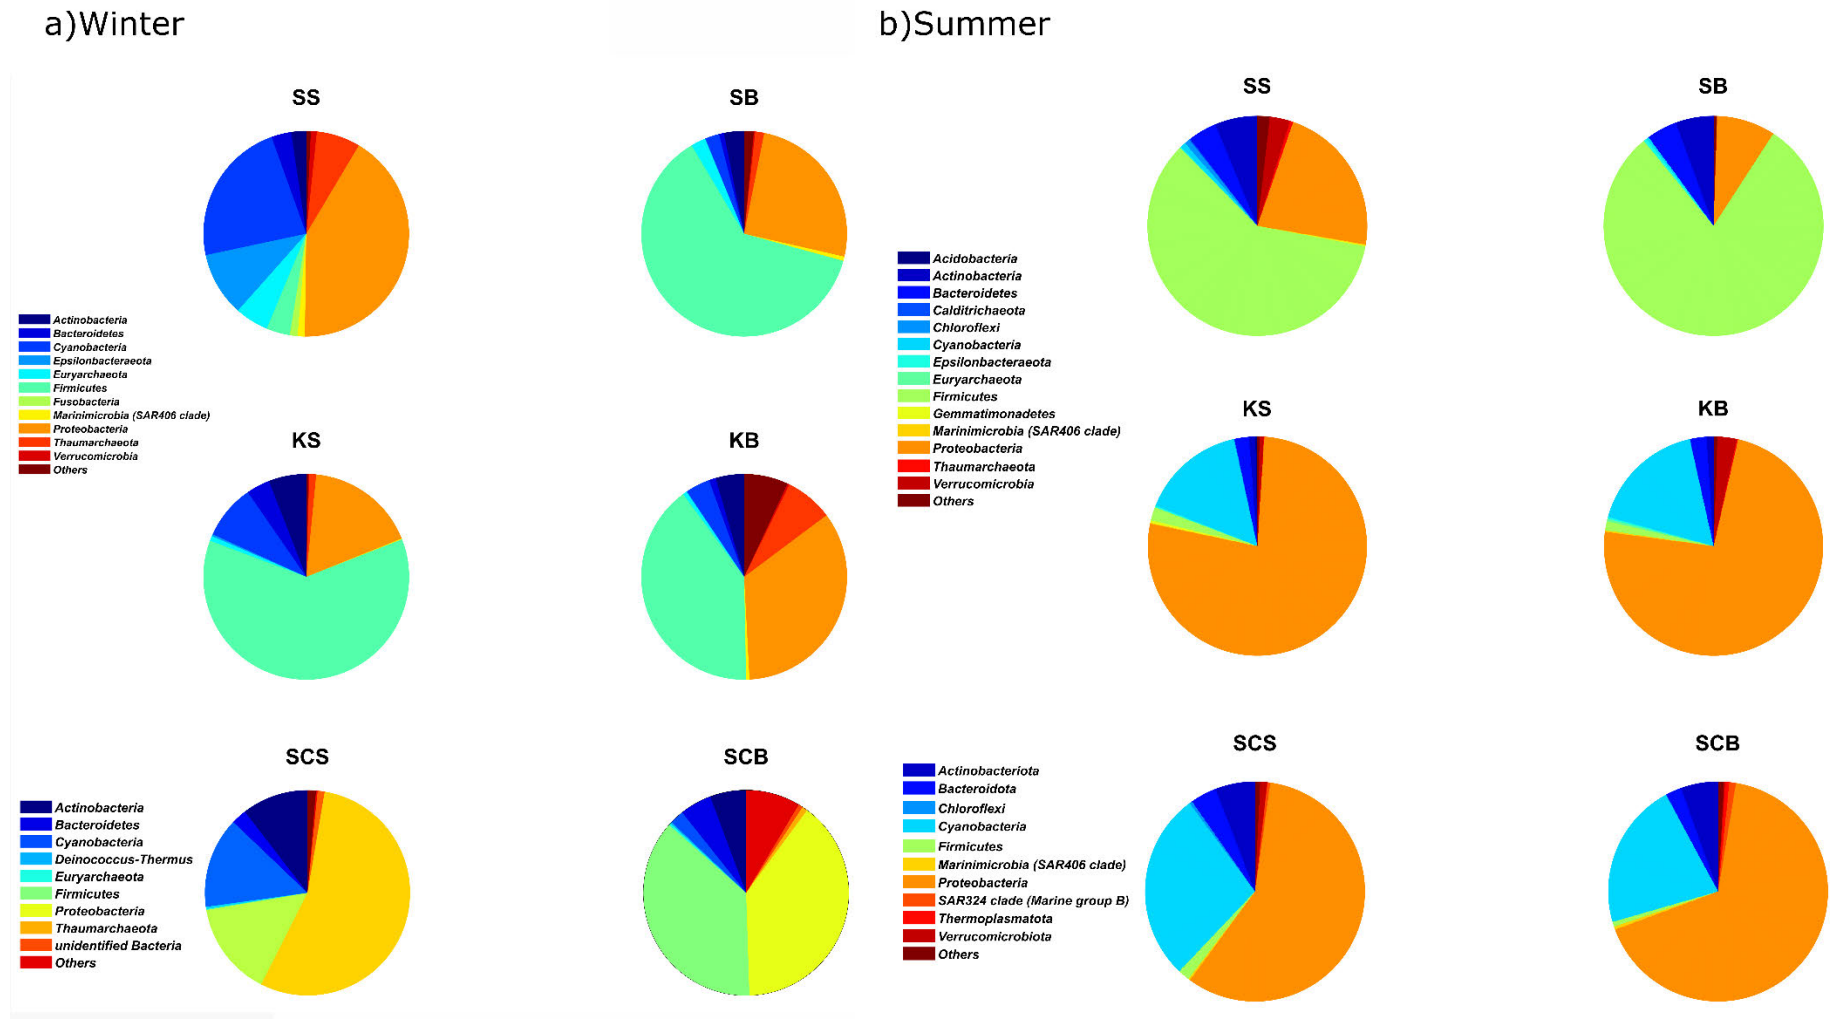 a)Winter
SS
SB
Actinobacteria
Bacteroidetes
Cyanobacteria
Epsilonbacteraeota
Euryarchaeota
Firmicutes
Fusobacteria
Marinimicrobia (SAR406 clade)
Proteobacteria
Thaumarchaeota
Verrucomicrobia
Others
KS
KB
SCS
SCB
Actinobacteria
Bacteroidetes
Cyanobacteria
Deinococcus-Thermus
Euryarchaeota
Firmicutes
Proteobacteria
Thaumarchaeota
unidentified Bacteria
Others
b)Summer
SS
SB
Acidobacteria
Actinobacteria
Bacteroidetes
Calditrichaeota
Chloroflexi
Cyanobacteria
Epsilonbacteraeota
Euryarchaeota
Firmicutes
Gemmatimonadetes
Marinimicrobia (SAR406 clade)
Proteobacteria
Thaumarchaeota
Verrucomicrobia
Others
KS
KB
SCS
SCB
Actinobacteriota
Bacteroidota
Chloroflexi
Cyanobacteria
Firmicutes
Marinimicrobia (SAR406 clade)
Proteobacteria
SAR324 clade (Marine group B)
Thermoplasmatota
Verrucomicrobiota
Others